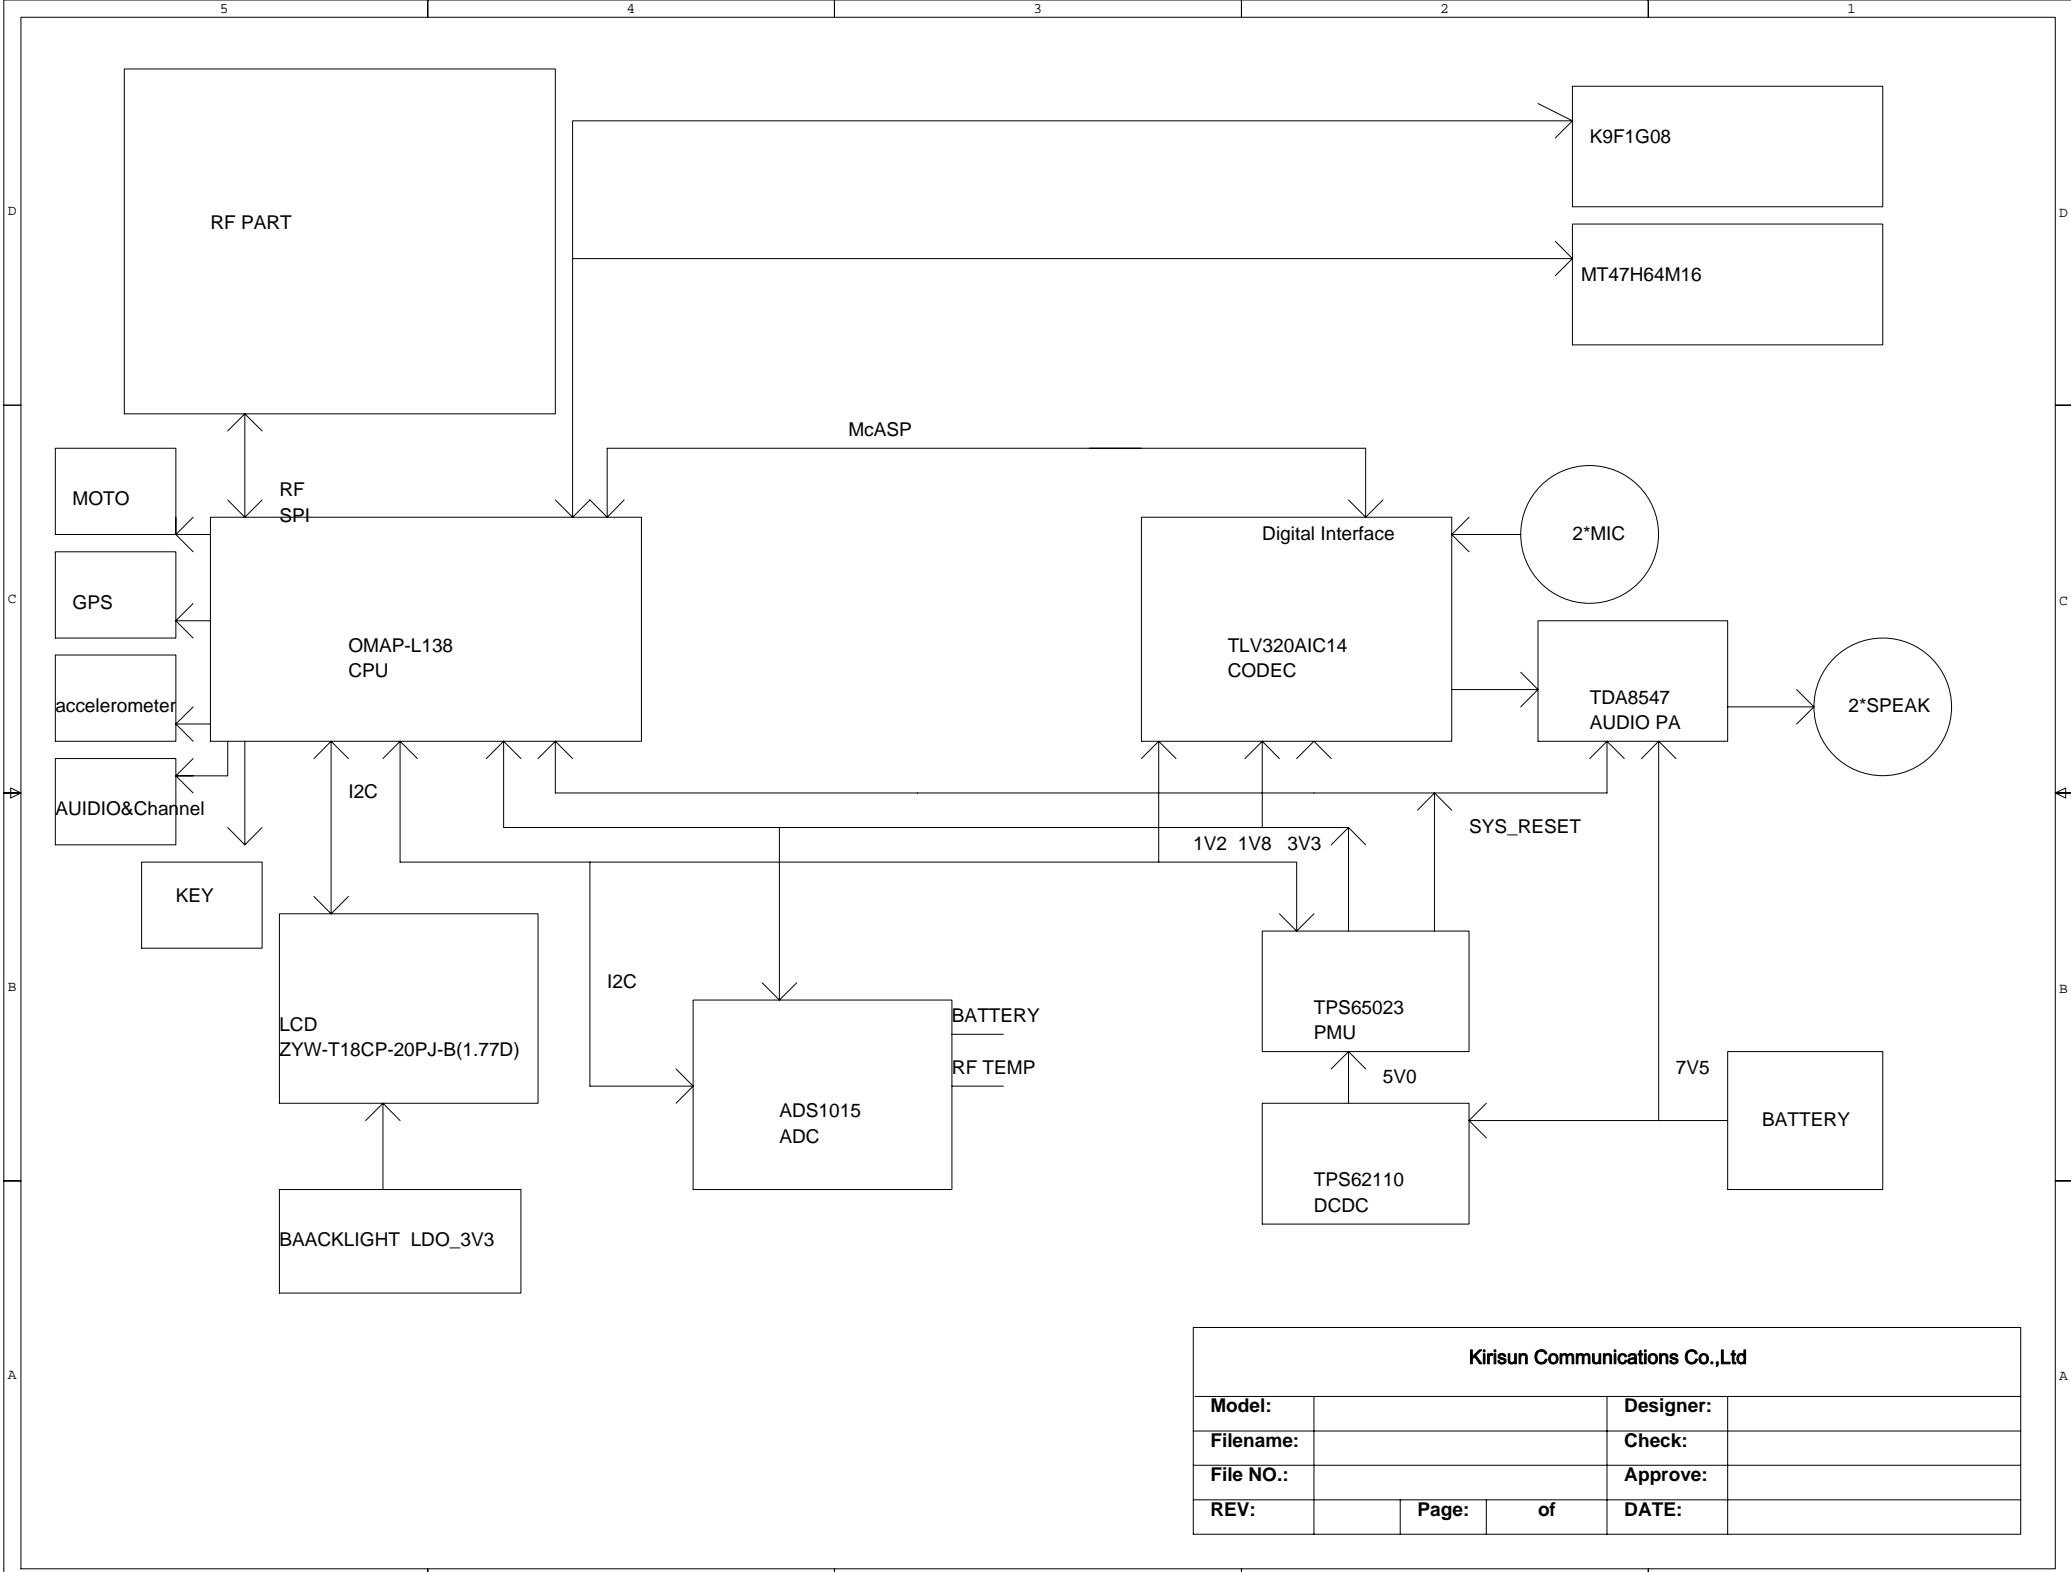 5 4 3 2 1
K9F1G08
D RF PART D
MT47H64M16
McASP
MOTO
RF
SPI
Digital Interface
2*MIC
GPS
C C
OMAP-L138
CPU
TLV320AIC14
CODEC
accelerometer
TDA8547
AUDIO PA
2*SPEAK
I2C
AUIDIO&Channel
SYS_RESET
1V2 1V8 3V3
KEY
I2C
B B
LCD
ZYW-T18CP-20PJ-B(1.77D)
BATTERY
RF TEMP
TPS65023
PMU
5V0
7V5
ADS1015
ADC
BATTERY
TPS62110
DCDC
BAACKLIGHT LDO_3V3
Kirisun Communications Co.,Ltd
A A
Model: Designer:
Filename: Check:
File NO.: Approve:
REV: Page: of DATE: